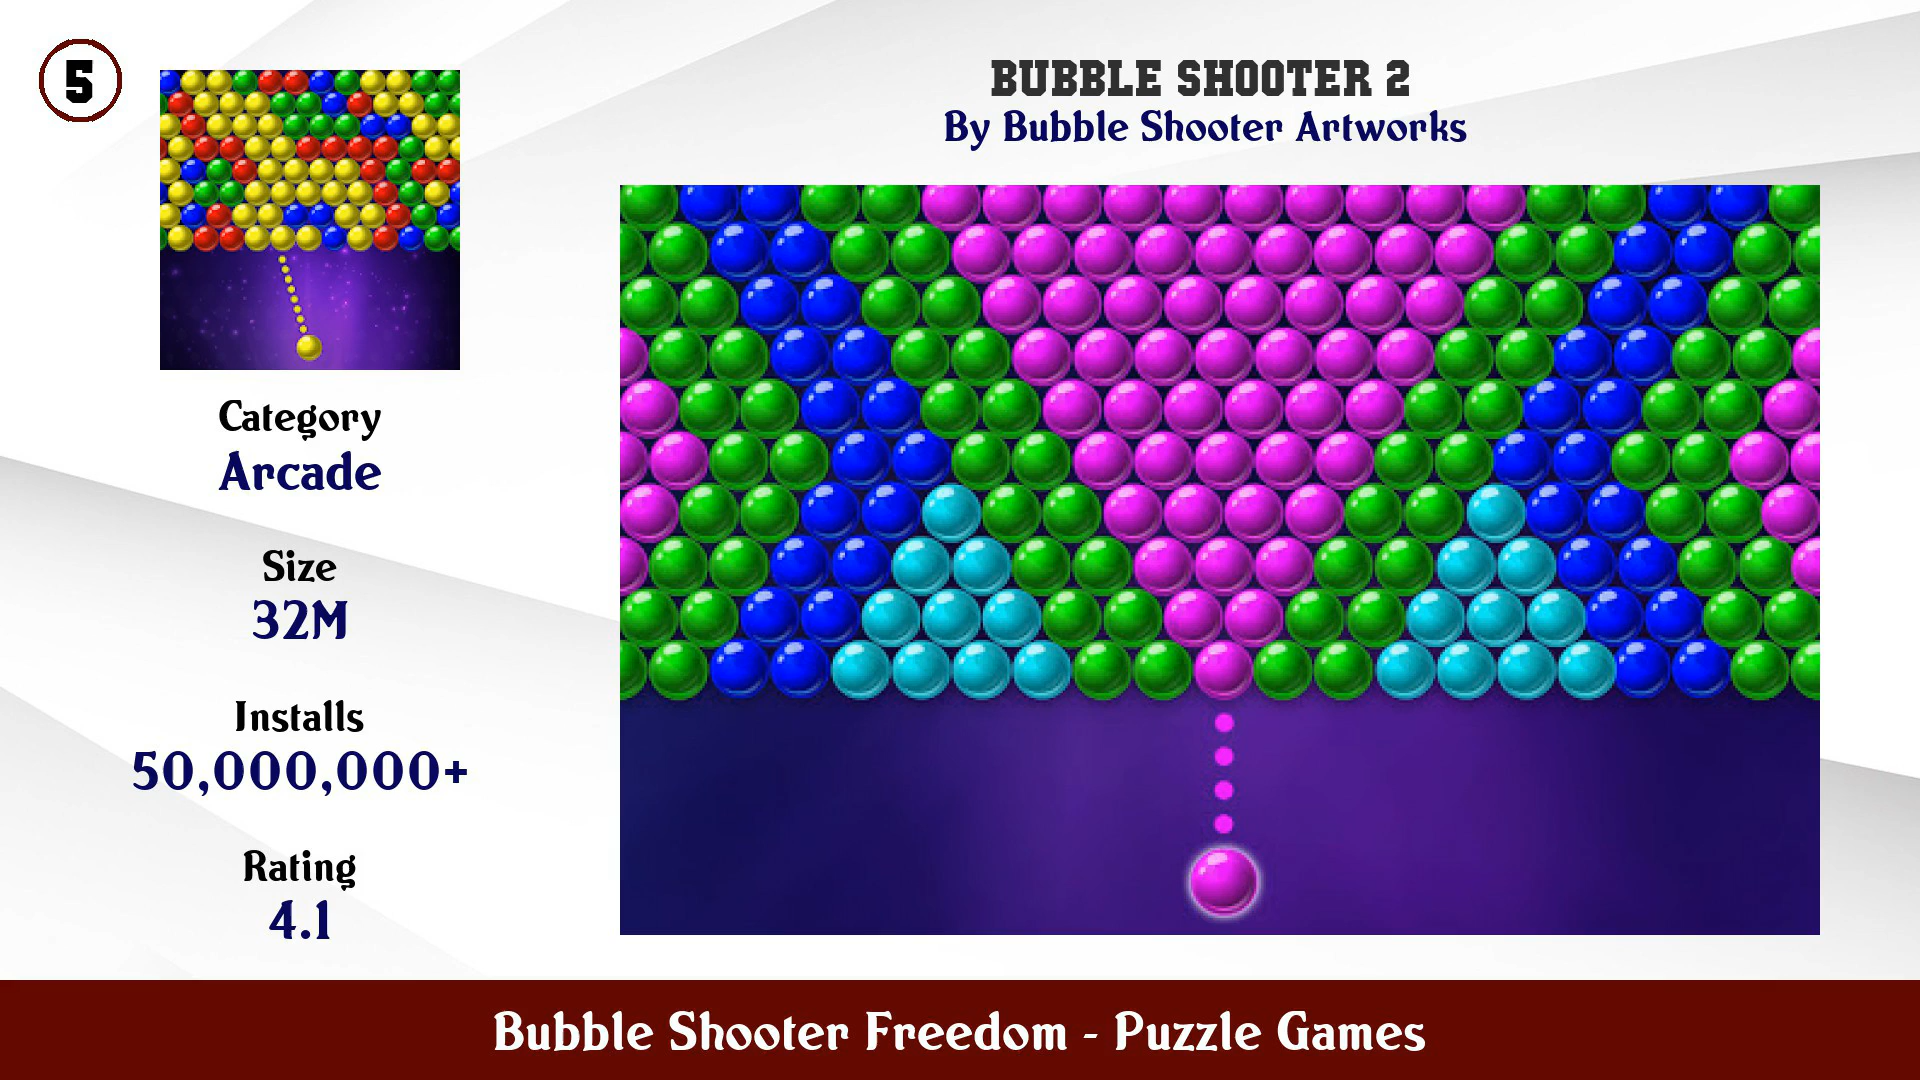 5
BUBBLE SHOOTER 2
By Bubble Shooter Artworks
Category
Arcade
Size
32M
Installs
50,000,000+
Rating
4.1
Bubble Shooter Freedom - Puzzle Games